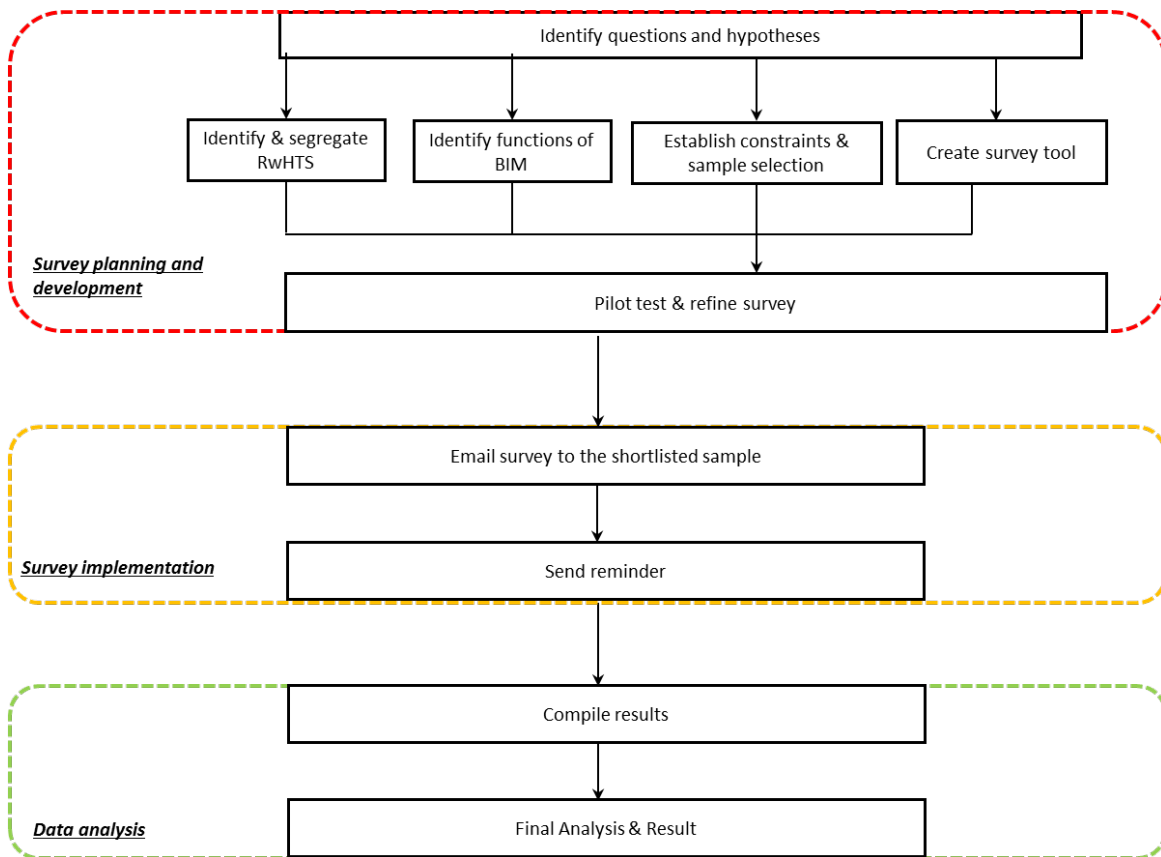 Identify questions and hypotheses
Identify & segregate
RwHTS
Identify functions of
BIM
Establish constraints &
sample selection
Create survey tool
Survey planning and
development
Pilot test & refine survey
Email survey to the shortlisted sample
Survey implementation
Send reminder
Compile results
Data analysis
Final Analysis & Result